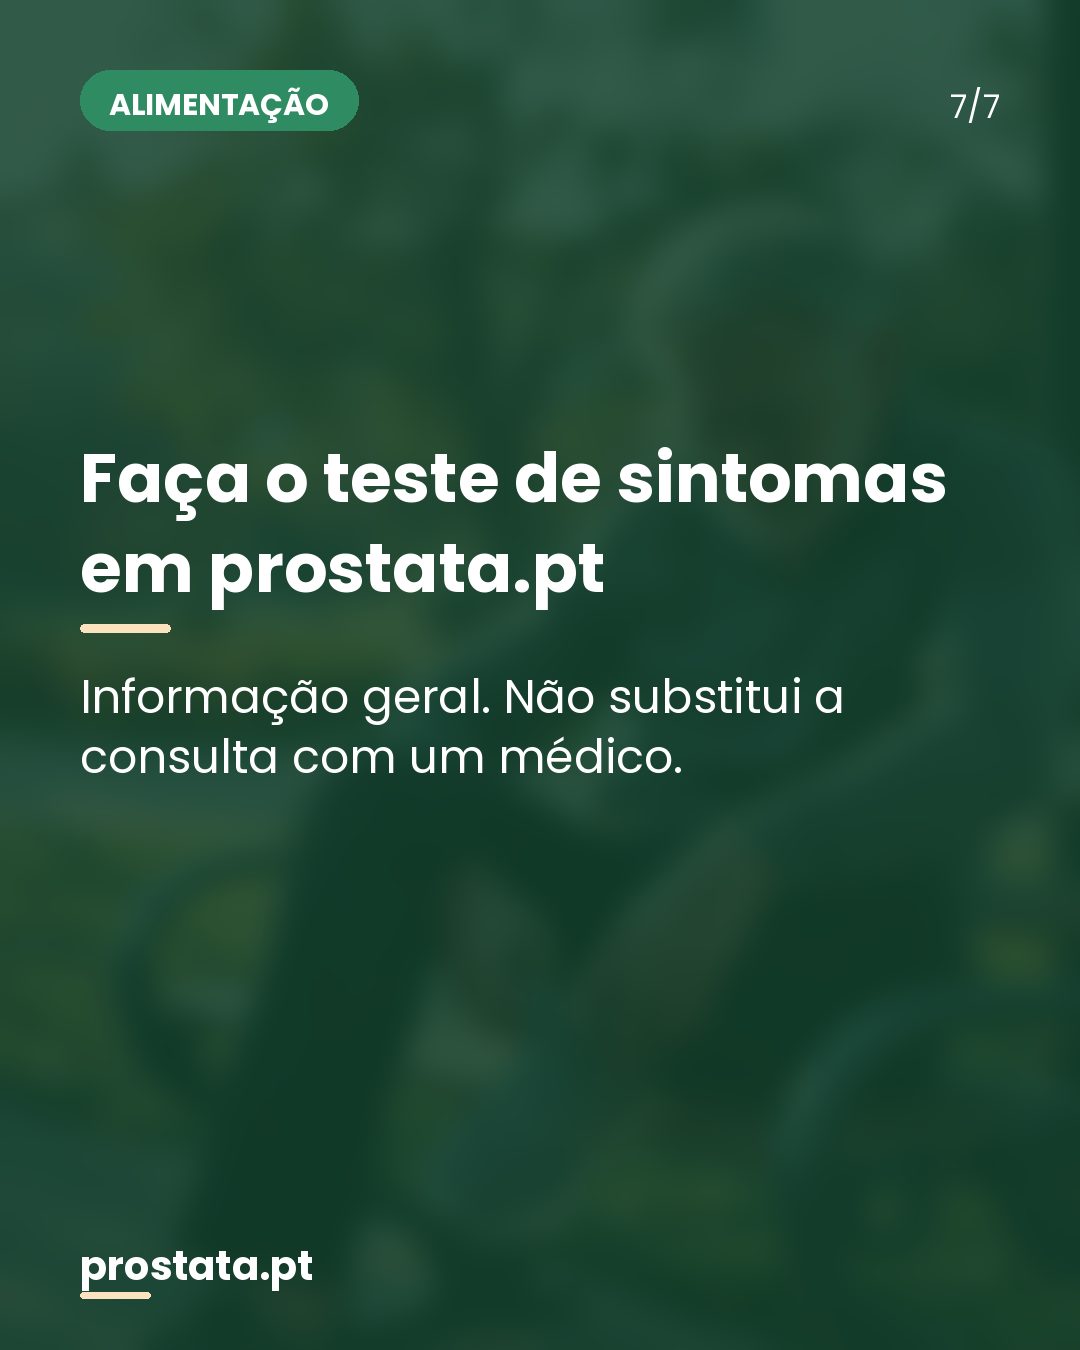 ALIMENTAÇÃO
7/7
Faça o teste de sintomas
em prostata.pt
Informação geral. Não substitui a
consulta com um médico.
prostata.pt